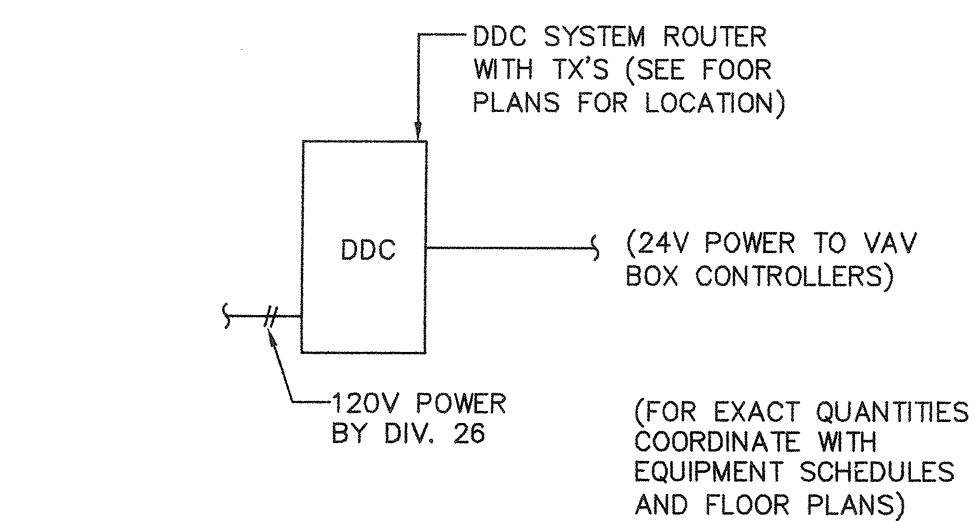 DDC SYSTEM ROUTER
WITH TX'S (SEE FOOR
PLANS FOR LOCATION)
DDC
(24V POWER TO VAV
BOX CONTROLLERS)
120V POWER
BY DIV. 26
(FOR EXACT QUANTITIES
COORDINATE WITH
EQUIPMENT SCHEDULES
AND FLOOR PLANS)